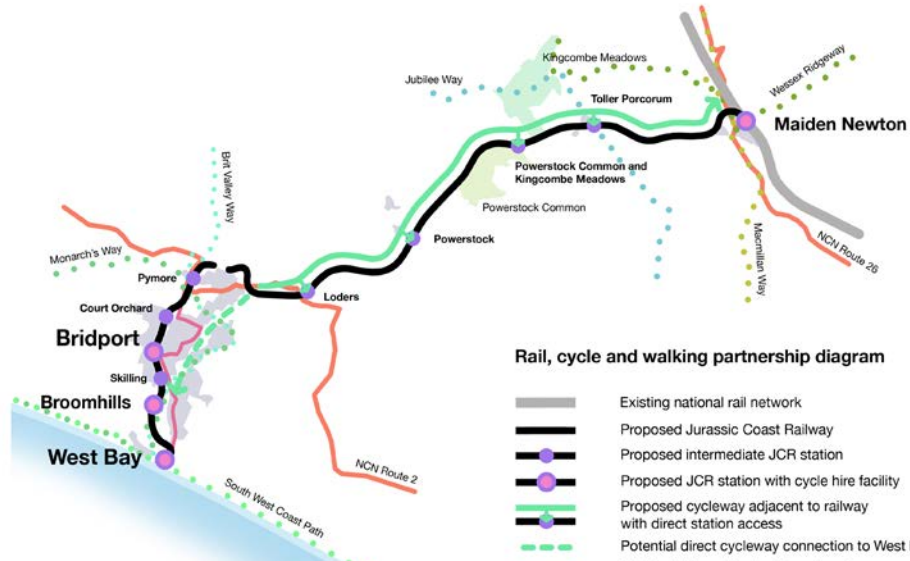 Kingcombe Meadows
Jubilee Way
Wessex Ridgeway
Toller Porcorum
Maiden Newton
Powerstock Common and
Kingcombe Meadows
Brit Valley Way
Powerstock Common
Monarch's Way
Powerstock
Macmillan Way
NCN Route 26
Pymore
Loders
Court Orchard
Bridport
Skilling
Broomhills
West Bay
NCN Route 2
South West Coast Path
Rail, cycle and walking partnership diagram
Existing national rail network
Proposed Jurassic Coast Railway
Proposed intermediate JCR station
Proposed JCR station with cycle hire facility
Proposed cycleway adjacent to railway
with direct station access
Potential direct cycleway connection to West